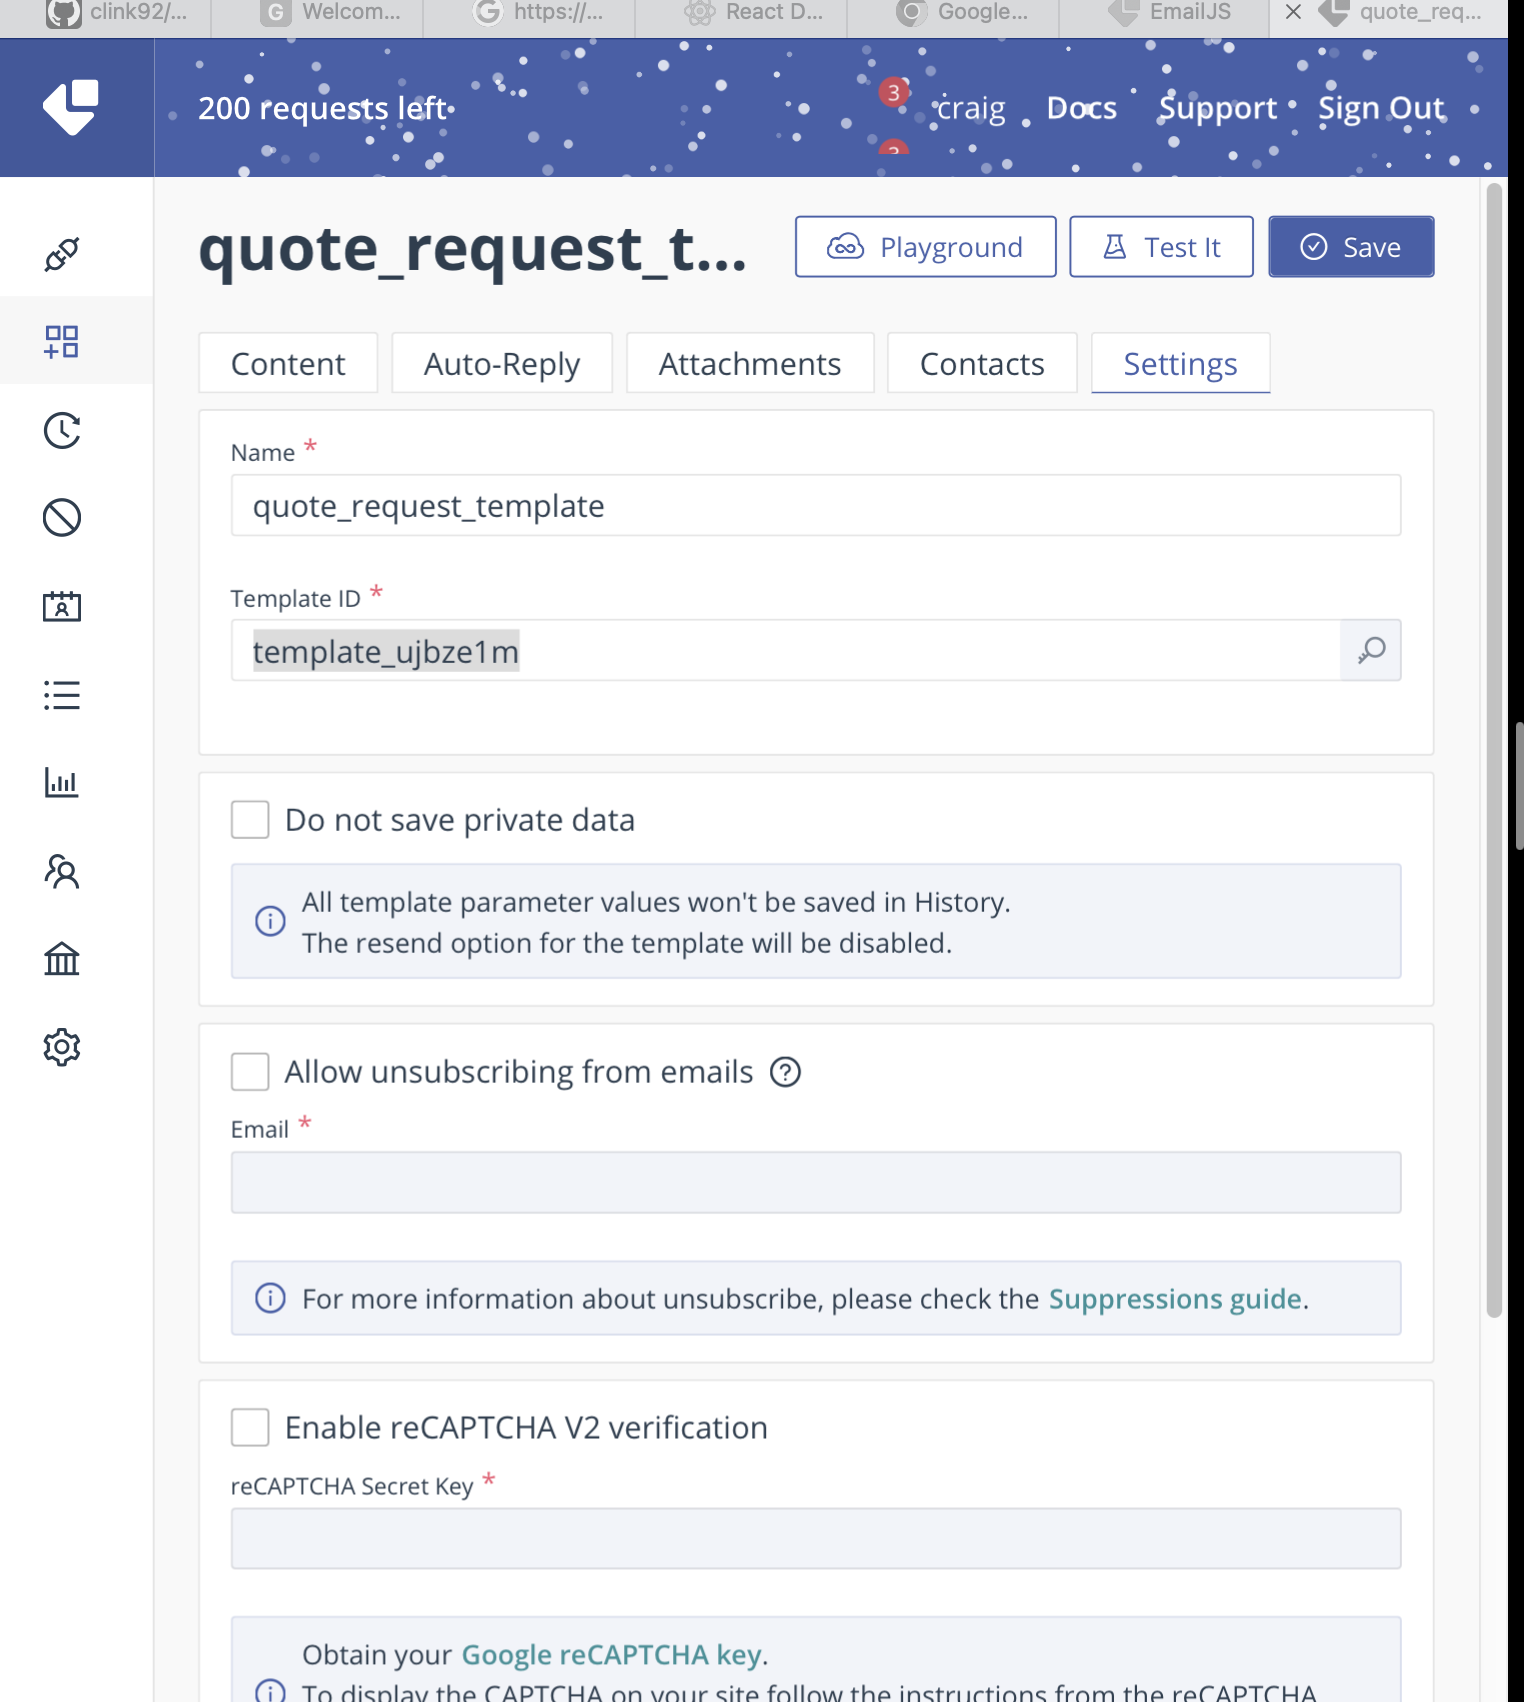 clink92/...
Welcom...
https://...
React D...
Google...
EmailJS
quote_req...
200 requests left
3
craig
Docs
Support
Sign Out
quote_request_t...
Playground
Test It
Save
Content
Auto-Reply
Attachments
Contacts
Settings
Name *
quote_request_template
Template ID *
template_ujbze1m
Do not save private data
All template parameter values won't be saved in History.
The resend option for the template will be disabled.
Allow unsubscribing from emails
Email *
For more information about unsubscribe, please check the Suppressions guide.
Enable reCAPTCHA V2 verification
reCAPTCHA Secret Key *
Obtain your Google reCAPTCHA key.
To display the CAPTCHA on your site follow the instructions from the reCAPTCHA